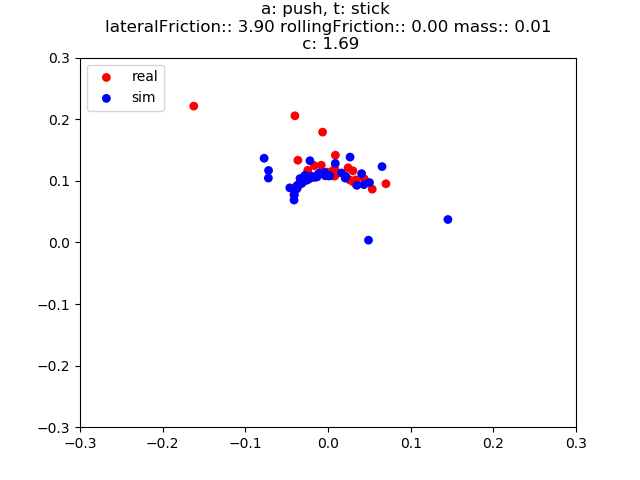 a: push, t: stick
lateralFriction:: 3.90 rollingFriction:: 0.00 mass:: 0.01
c: 1.69
real
sim
0.3
0.2
0.1
0.0
−0.1
−0.2
−0.3
−0.3 −0.2 −0.1 0.0 0.1 0.2 0.3